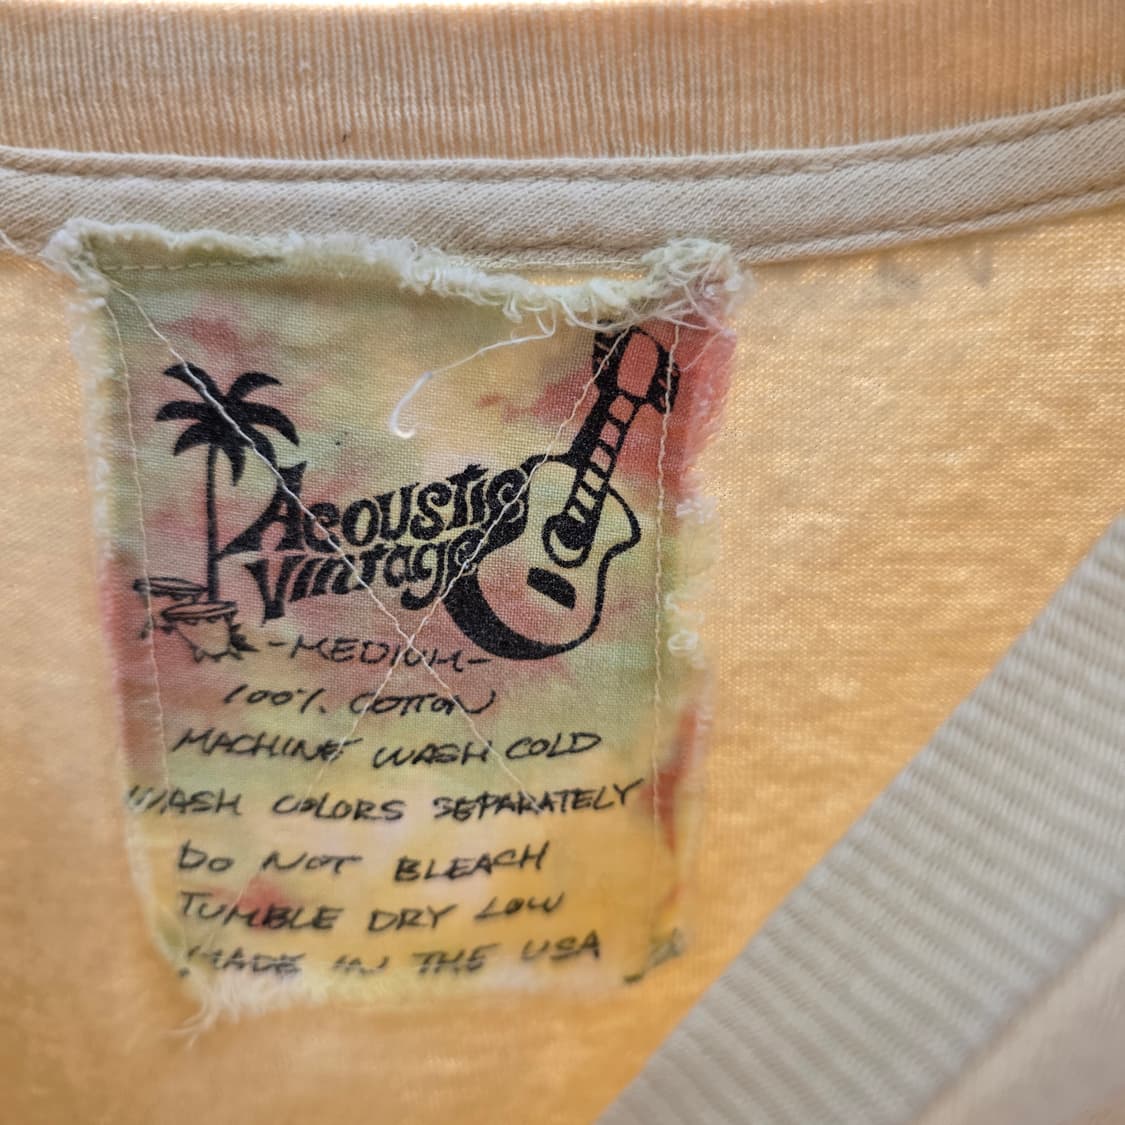 Acoustic
Vintage
-MEDIUM-
100% COTTON
MACHINE WASH COLD
WASH COLORS SEPARATELY
DO NOT BLEACH
TUMBLE DRY LOW
MADE IN THE USA